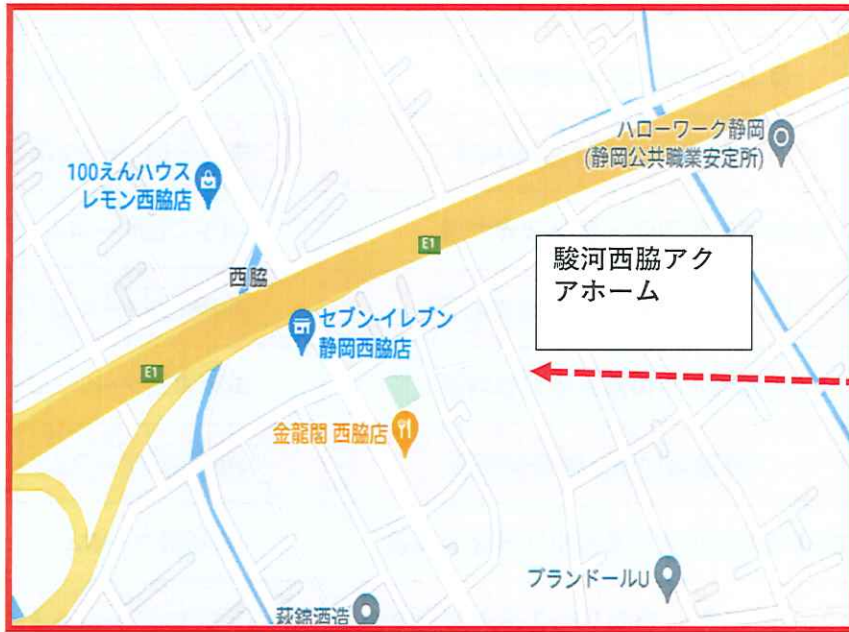 ハローワーク静岡
(静岡公共職業安定所)
100えんハウス
レモン西脇店
E1
駿河西脇アク
アホーム
西脇
セブン-イレブン
静岡西脇店
E1
金龍閣 西脇店
ブランドールU
萩錦酒造